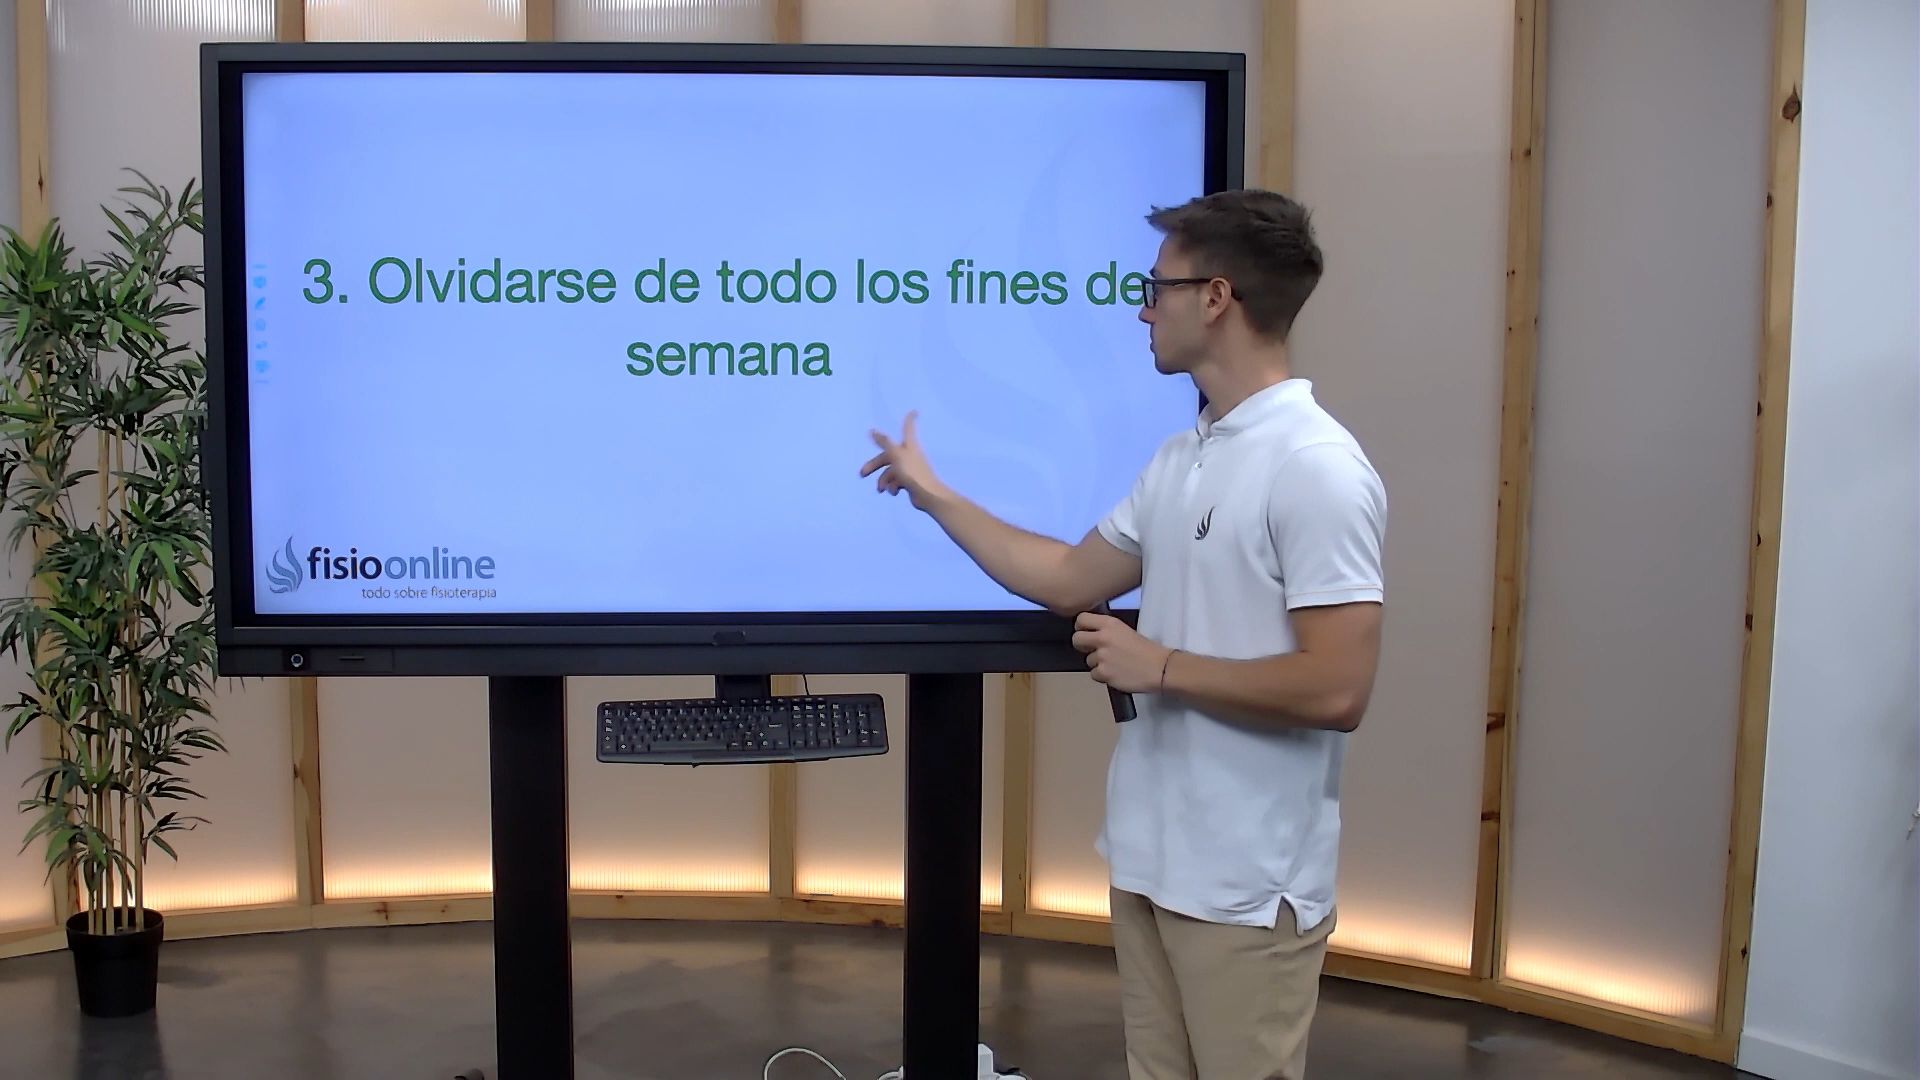 3. Olvidarse de todo los fines de
semana
fisioonline
todo sobre fisioterapia